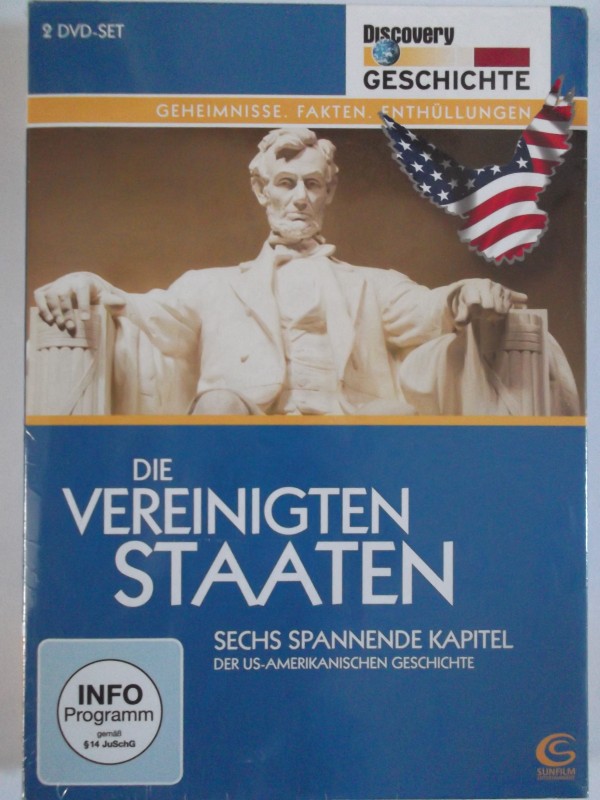 2 DVD-SET
Discovery
GESCHICHTE
GEHEIMNISSE. FAKTEN. ENTHÜLLUNGEN
DIE
VEREINIGTEN
STAATEN
SECHS SPANNENDE KAPITEL
DER US-AMERIKANISCHEN GESCHICHTE
INFO
Programm
gemäß
§ 14 JuSchG
SUNFILM